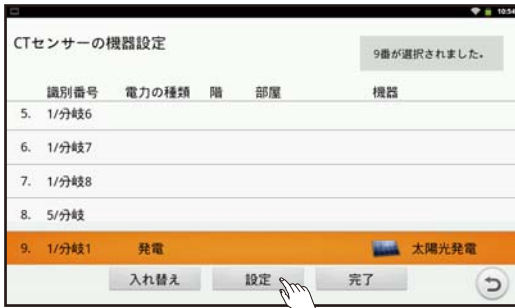 10:54
CTセンサーの機器設定
9番が選択されました。
識別番号 電力の種類 階 部屋 機器
5. 1/分岐6
6. 1/分岐7
7. 1/分岐8
8. 5/分岐
9. 1/分岐1 発電 太陽光発電
入れ替え 設定 完了